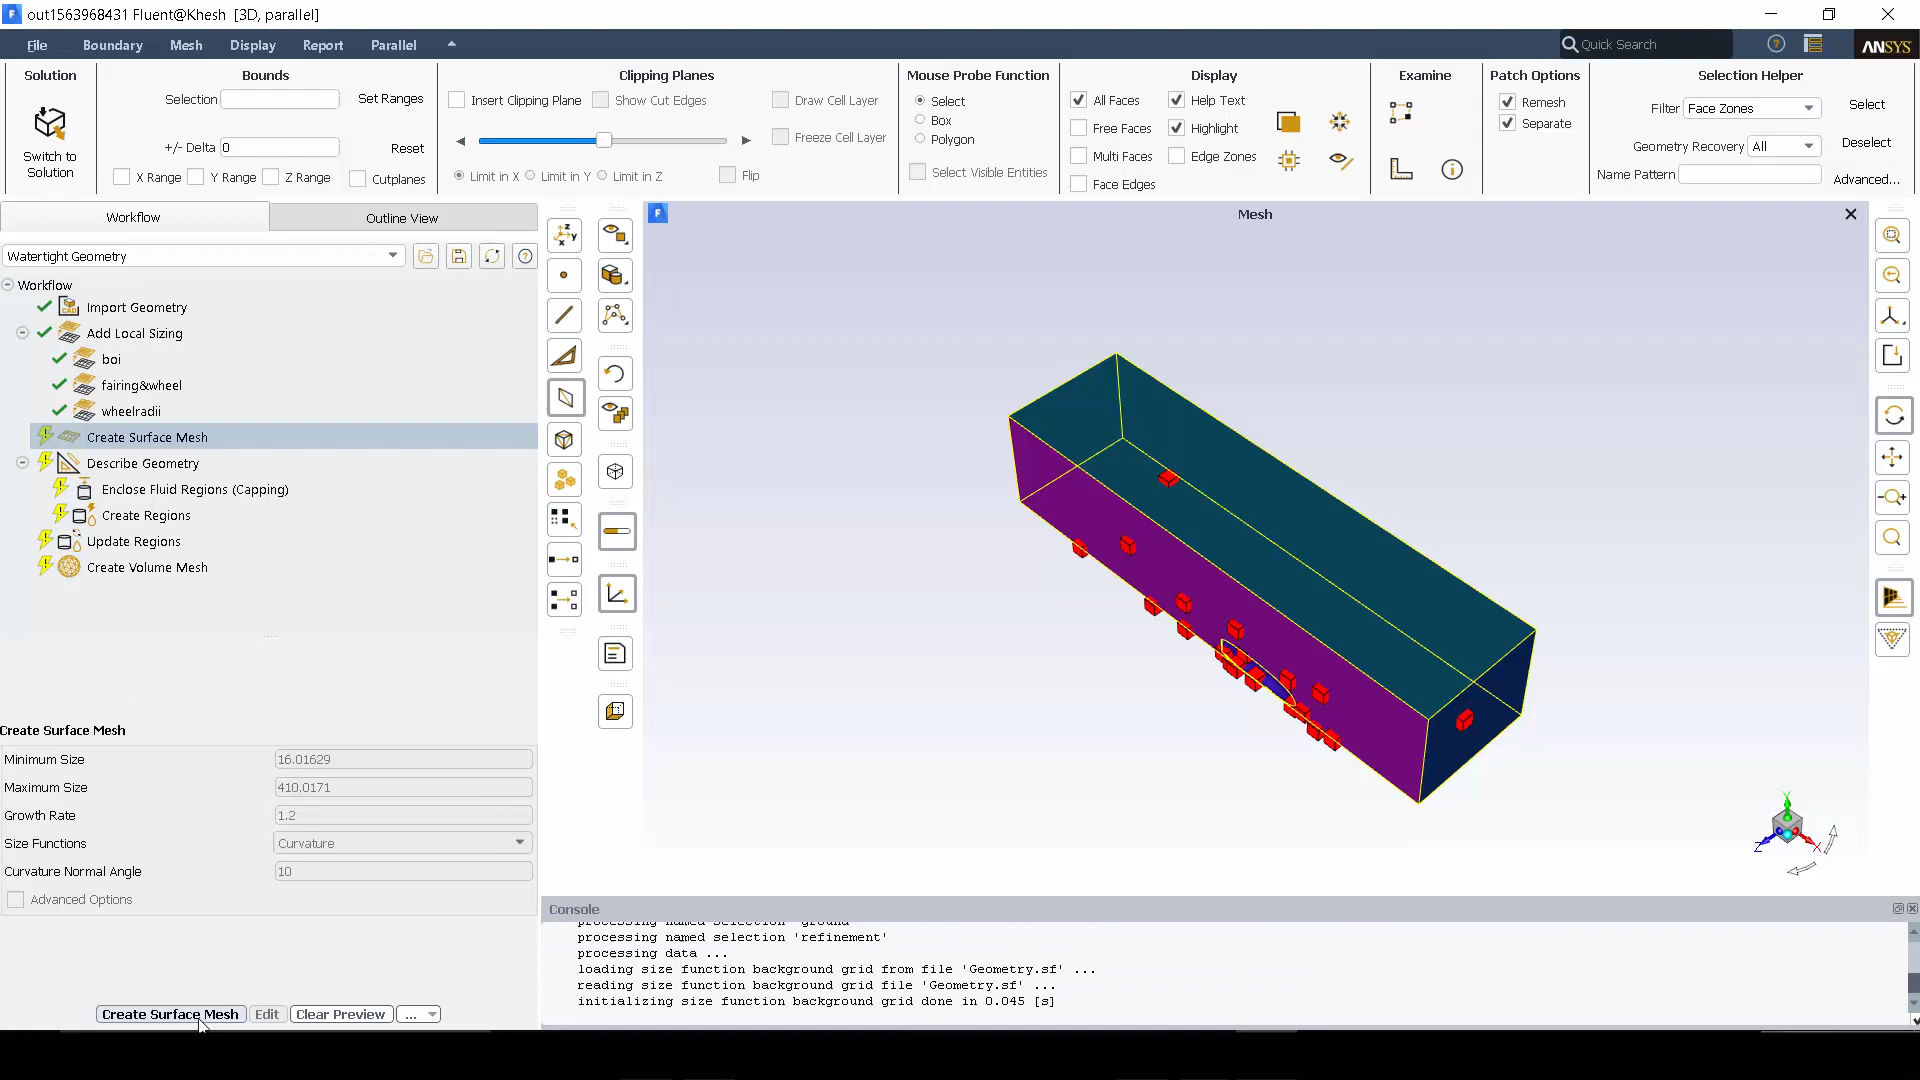 out1563968431 Fluent@Khesh [3D, parallel]
File Boundary Mesh Display Report Parallel
Quick Search
ANSYS
Solution
Switch to
Solution
Bounds
Selection Set Ranges
+/- Delta 0 Reset
X Range Y Range Z Range Cutplanes
Clipping Planes
Insert Clipping Plane Show Cut Edges Draw Cell Layer
Freeze Cell Layer
Limit in X Limit in Y Limit in Z Flip
Mouse Probe Function
Select
Box
Polygon
Select Visible Entities
Display
All Faces Help Text
Free Faces Highlight
Multi Faces Edge Zones
Face Edges
Examine
Patch Options
Remesh
Separate
Selection Helper
Filter Face Zones Select
Geometry Recovery All Deselect
Name Pattern Advanced...
Workflow Outline View
Watertight Geometry
Workflow
Import Geometry
Add Local Sizing
boi
fairing&wheel
wheelradii
Create Surface Mesh
Describe Geometry
Enclose Fluid Regions (Capping)
Create Regions
Update Regions
Create Volume Mesh
Create Surface Mesh
Minimum Size 16.01629
Maximum Size 410.0171
Growth Rate 1.2
Size Functions Curvature
Curvature Normal Angle 10
Advanced Options
Create Surface Mesh Edit Clear Preview ...
Mesh
Y
Z X
Console
processing named selection 'ground'
processing named selection 'refinement'
processing data ...
loading size function background grid from file 'Geometry.sf' ...
reading size function background grid file 'Geometry.sf' ...
initializing size function background grid done in 0.045 [s]